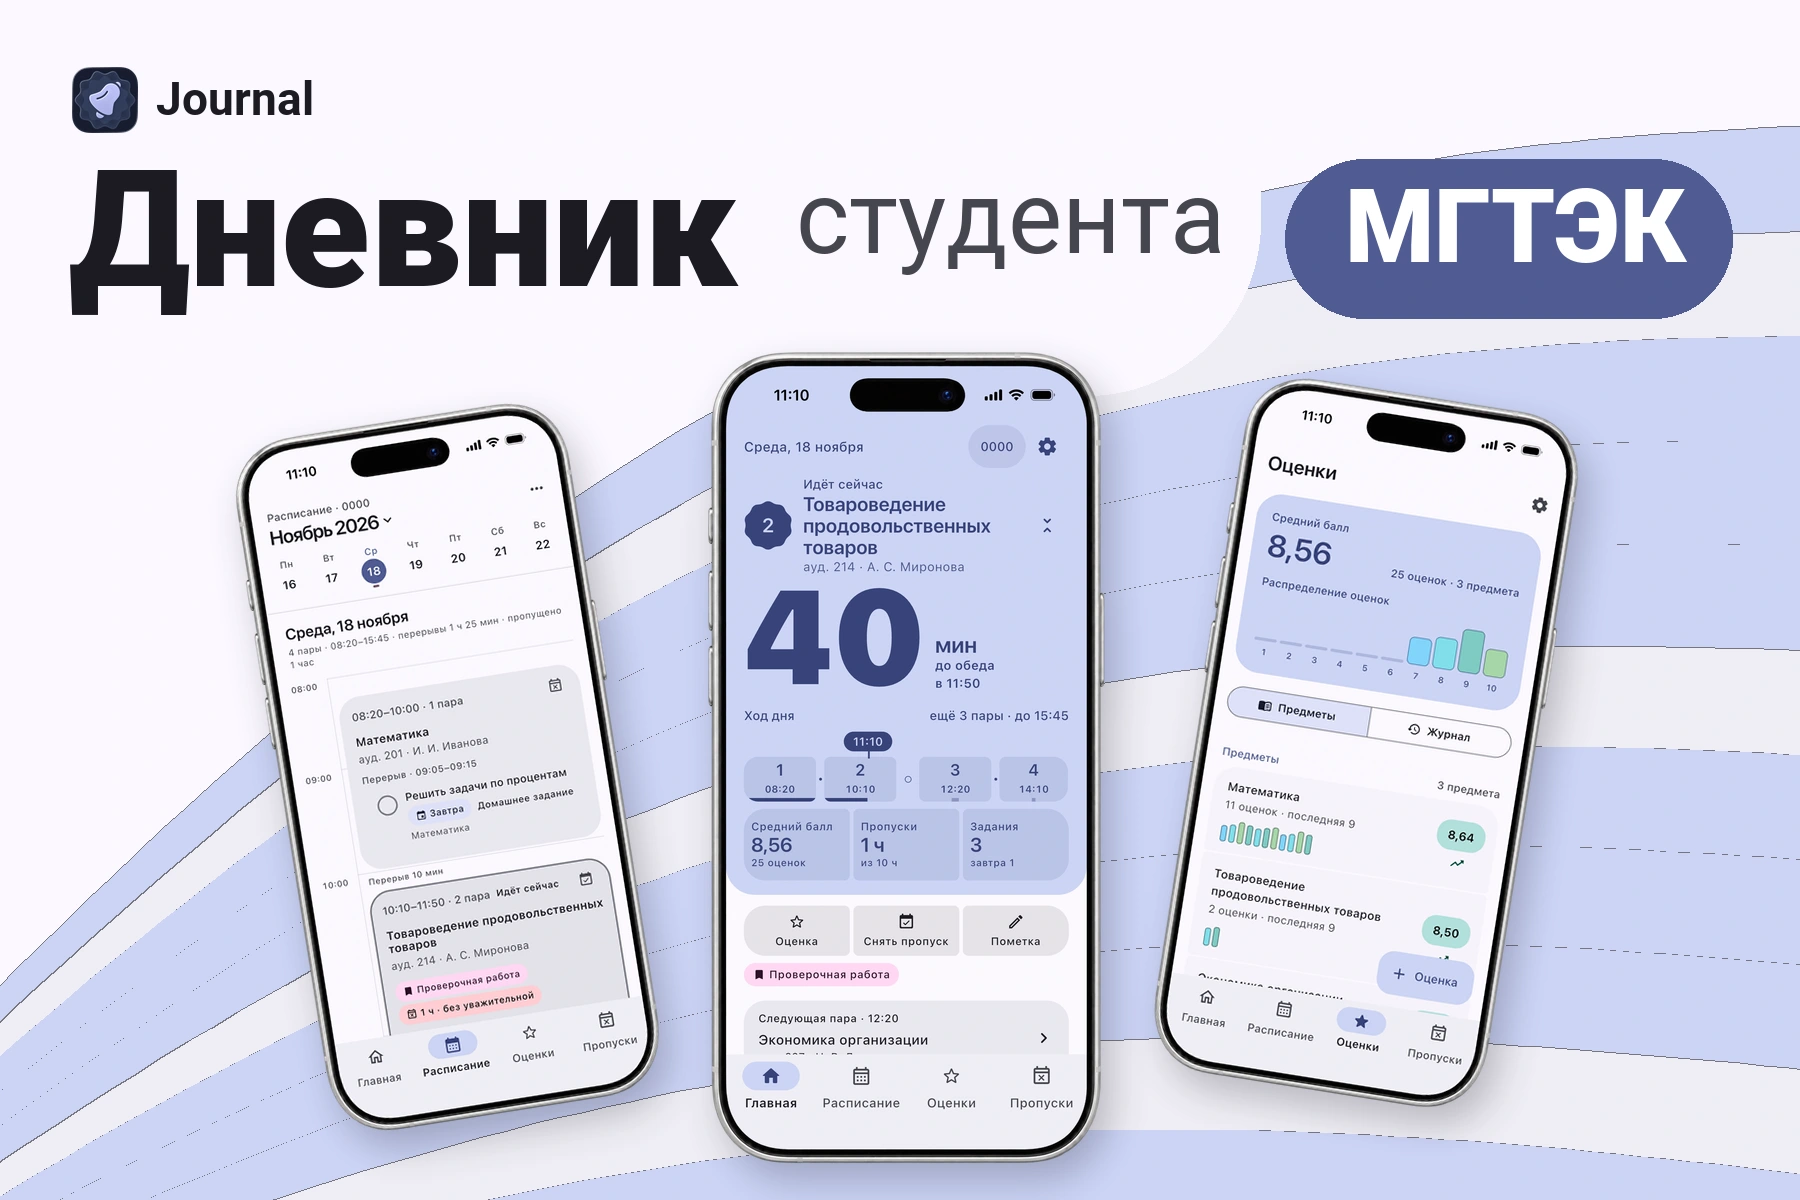 Journal
Дневник студента МГТЭК
11:10
Расписание · 0000
Ноябрь 2026
Пн Вт Ср Чт Пт Сб Вс
16 17 18 19 20 21 22
Среда, 18 ноября
4 пары · 08:20–15:45 · перерывы 1 ч 25 мин · пропущено
1 час
08:00
08:20–10:00 · 1 пара
Математика
ауд. 201 · И. И. Иванова
Перерыв · 09:05–09:15
09:00
Решить задачи по процентам
Завтра Домашнее задание
Математика
10:00
Перерыв 10 мин
10:10–11:50 · 2 пара Идёт сейчас
Товароведение продовольственных
товаров
ауд. 214 · А. С. Миронова
Проверочная работа
1 ч · без уважительной
Главная Расписание Оценки Пропуски
11:10
Среда, 18 ноября 0000
Идёт сейчас
2
Товароведение
продовольственных
товаров
ауд. 214 · А. С. Миронова
40 мин
до обеда
в 11:50
Ход дня ещё 3 пары · до 15:45
11:10
1 2 3 4
08:20 10:10 12:20 14:10
Средний балл Пропуски Задания
8,56 1 ч 3
25 оценок из 10 ч завтра 1
Оценка Снять пропуск Пометка
Проверочная работа
Следующая пара · 12:20
Экономика организации
Главная Расписание Оценки Пропуски
11:10
Оценки
Средний балл
8,56
25 оценок · 3 предмета
Распределение оценок
1 2 3 4 5 6 7 8 9 10
Предметы Журнал
Предметы 3 предмета
Математика
11 оценок · последняя 9
8,64
Товароведение
продовольственных товаров
2 оценки · последняя 9
8,50
Экономика организации
+ Оценка
Главная Расписание Оценки Пропуски